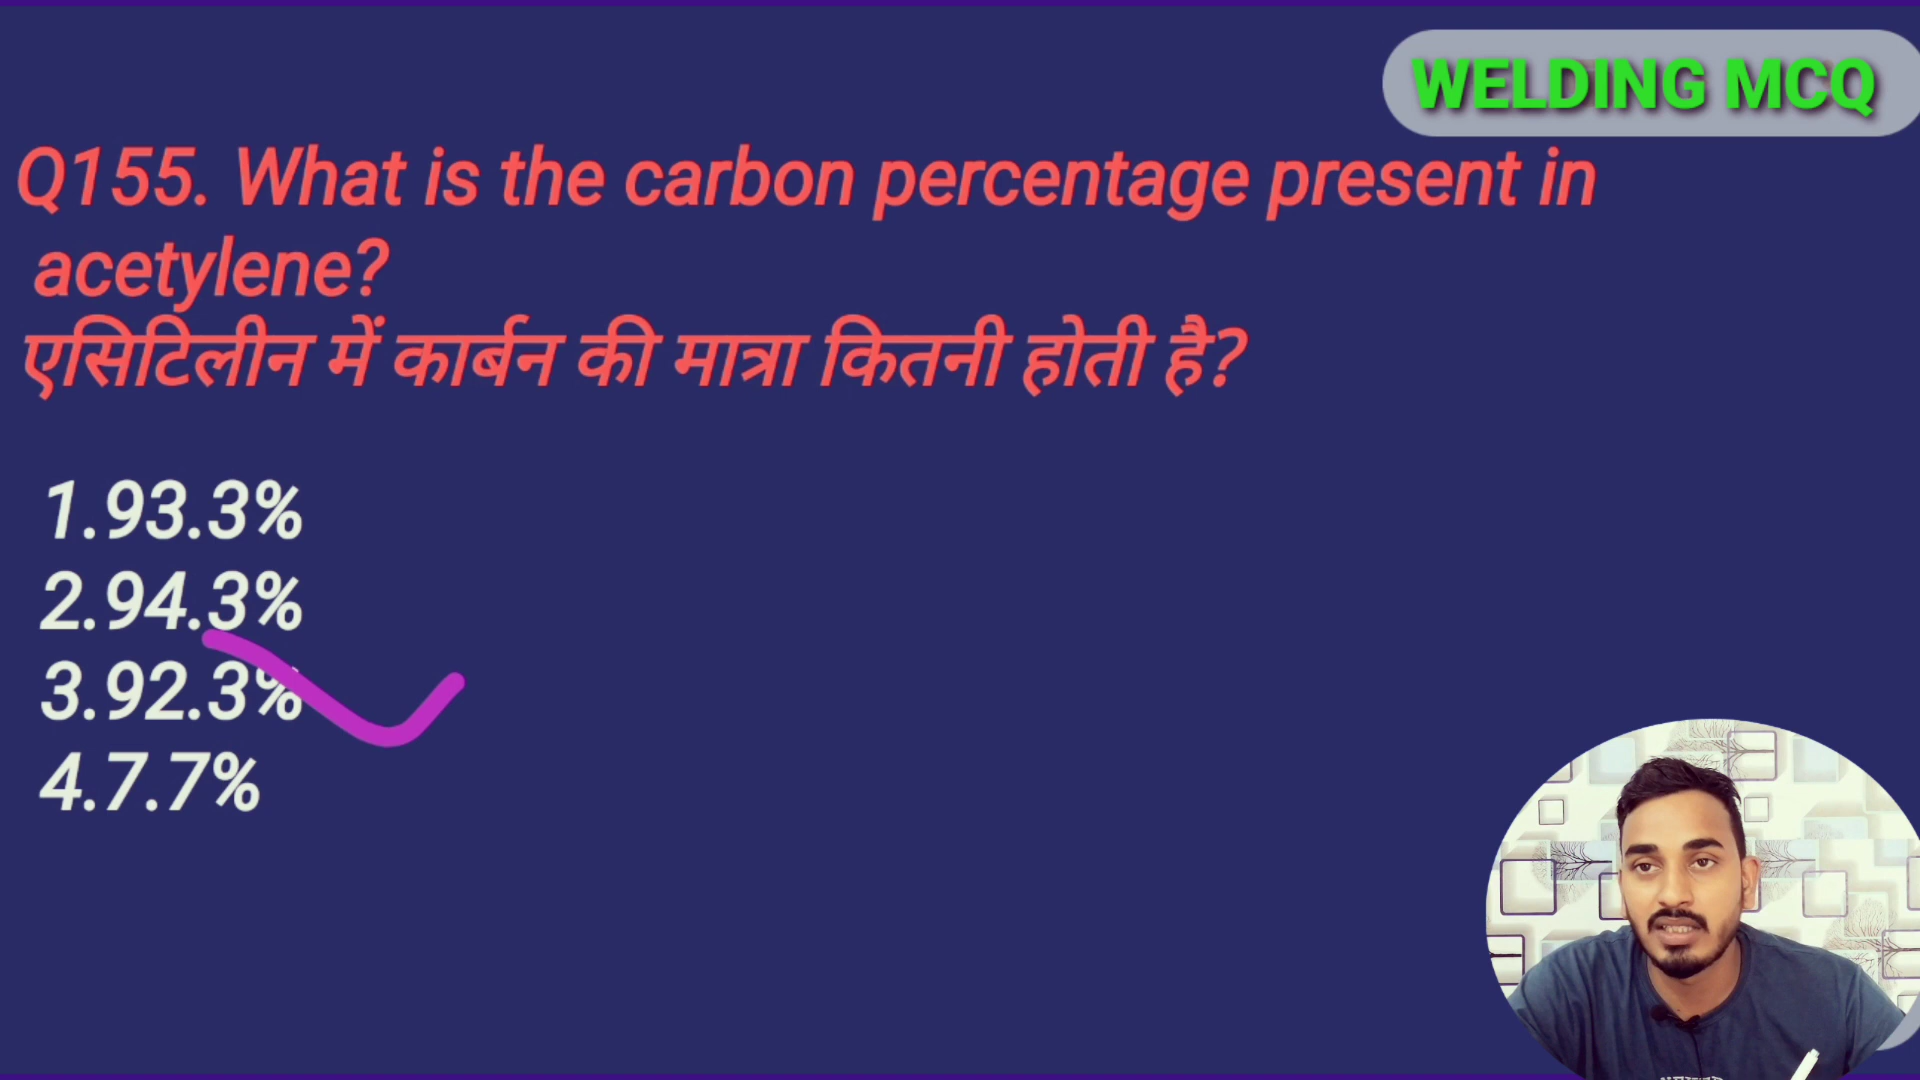 WELDING MCQ
Q155. What is the carbon percentage present in
acetylene?
एसिटिलीन में कार्बन की मात्रा कितनी होती है?
1.93.3%
2.94.3%
3.92.3%
4.7.7%